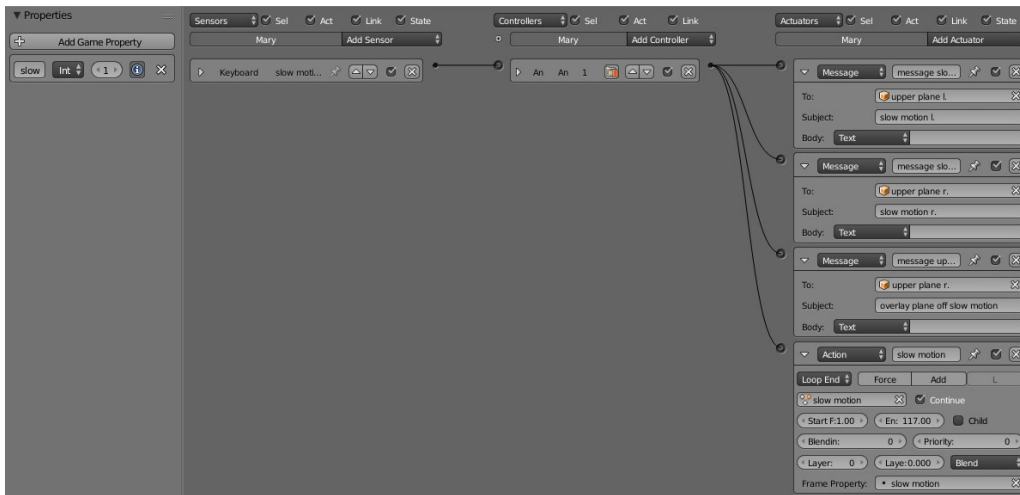 Properties
Add Game Property
slow Int 1
Sensors Sel Act Link State
Mary Add Sensor
Keyboard slow moti...
Controllers Sel Act Link
Mary Add Controller
An An 1
Actuators Sel Act Link State
Mary Add Actuator
Message message slo...
To: upper plane l.
Subject: slow motion l.
Body: Text
Message message slo...
To: upper plane r.
Subject: slow motion r.
Body: Text
Message message up...
To: upper plane r.
Subject: overlay plane off slow motion
Body: Text
Action slow motion
Loop End Force Add L
slow motion Continue
Start F:1.00 En: 117.00 Child
Blendin: 0 Priority: 0
Layer: 0 Laye:0.000 Blend
Frame Property: slow motion